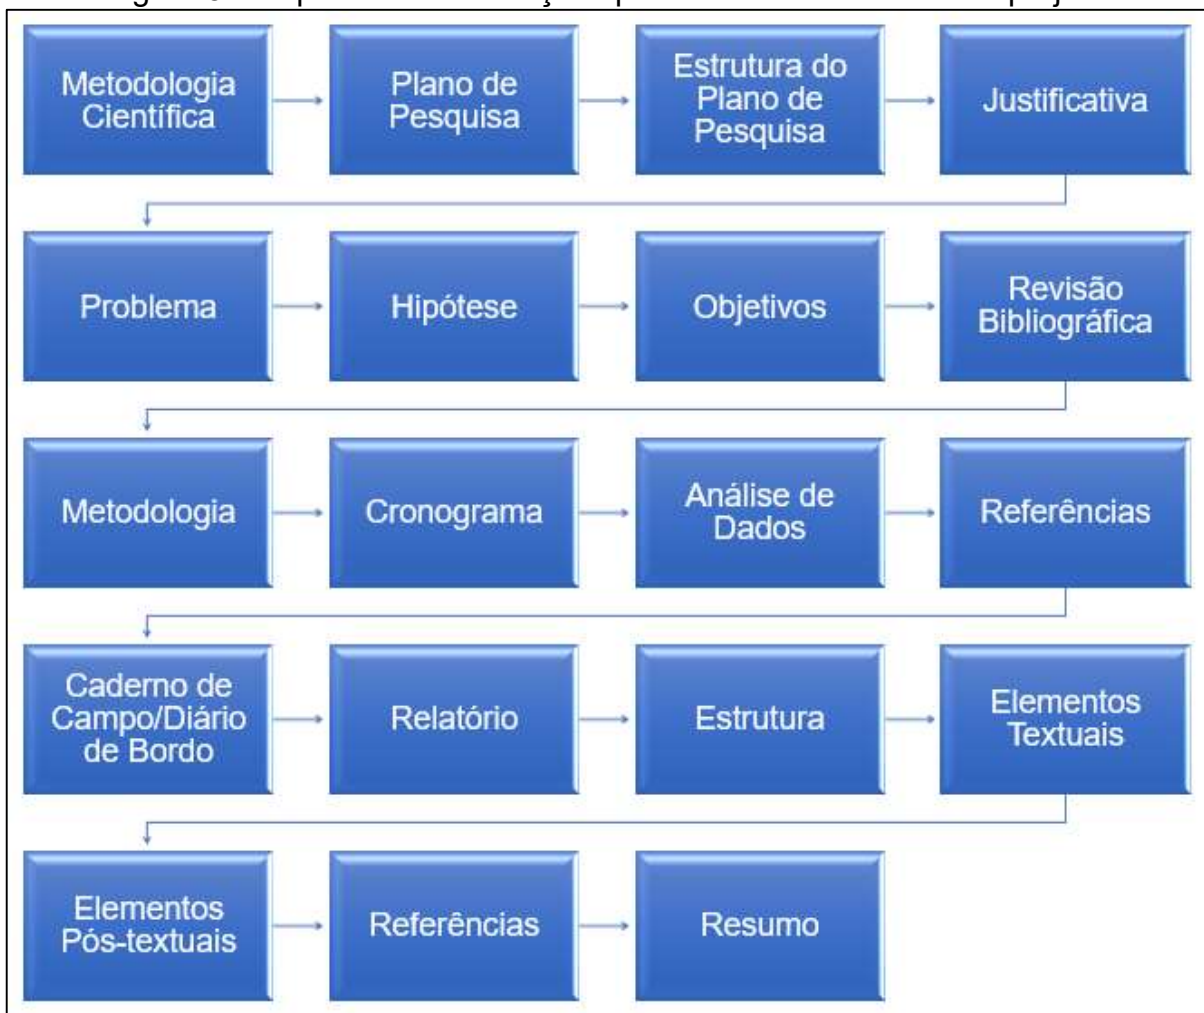 Metodologia
Científica
Plano de
Pesquisa
Estrutura do
Plano de
Pesquisa
Justificativa
Problema
Hipótese
Objetivos
Revisão
Bibliográfica
Metodologia
Cronograma
Análise de
Dados
Referências
Caderno de
Campo/Diário
de Bordo
Relatório
Estrutura
Elementos
Textuais
Elementos
Pós-textuais
Referências
Resumo